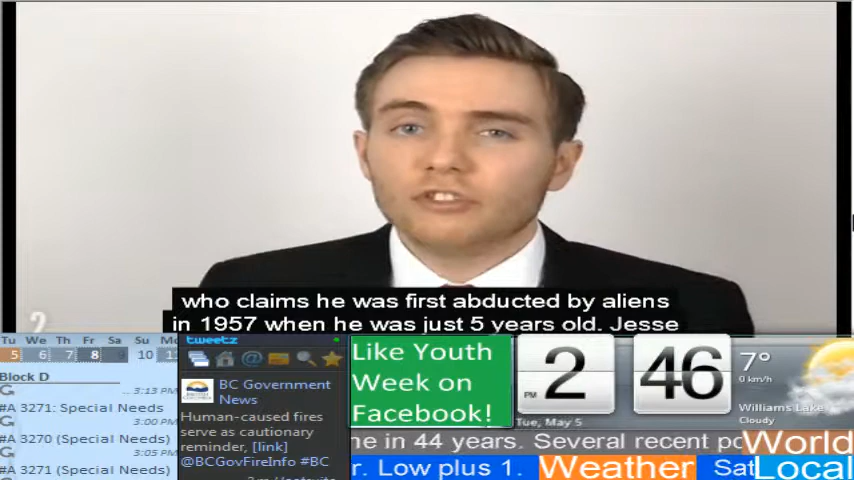 who claims he was first abducted by aliens
in 1957 when he was just 5 years old. Jesse
2
Tu We Th Fr Sa Su
5 6 7 8 9 10
Block D
... 3:13 PM
#A 3271: Special Needs
3:00 PM
#A 3270 (Special Needs)
3:05 PM
#A 3271 (Special Needs)
tweetz
BC Government
News
Human-caused fires
serve as cautionary
reminder, [link]
@BCGovFireInfo #BC
Like Youth
Week on
Facebook!
PM 2 46
Tue, May 5
7°
0 km/h
Williams Lake
Cloudy
ne in 44 years. Several recent po World
r. Low plus 1. Weather Sat Local